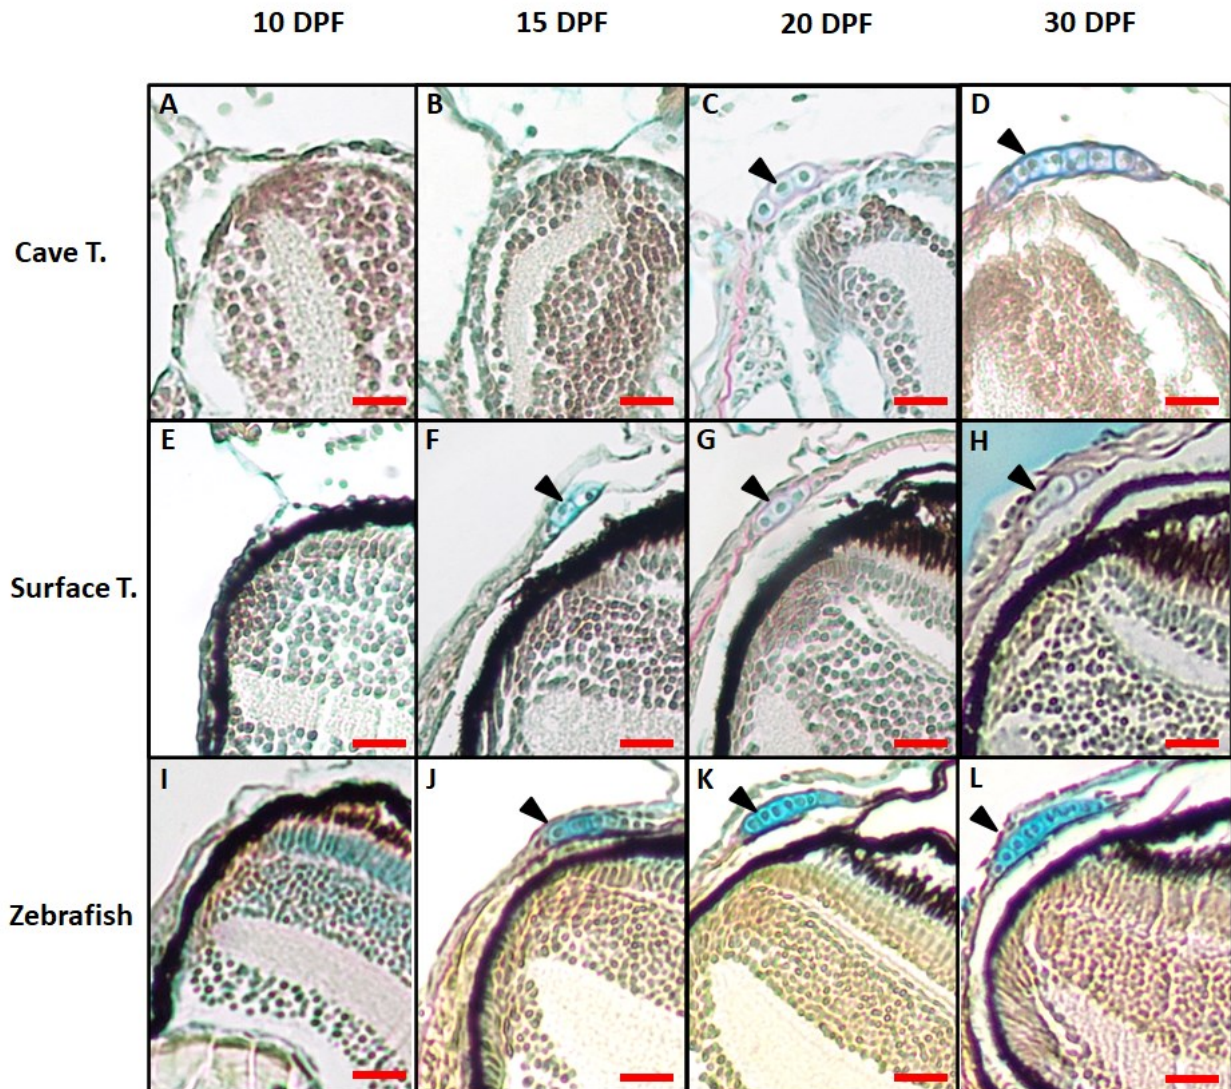 10 DPF 15 DPF 20 DPF 30 DPF
A B C D
Cave T.
E F G H
Surface T.
I J K L
Zebrafish